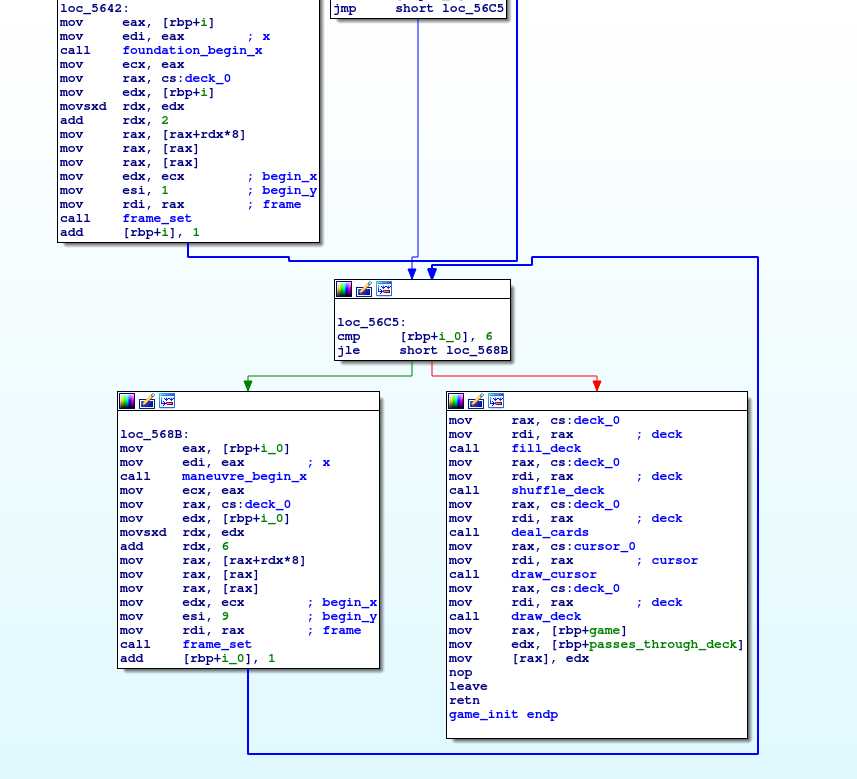 loc_5642:
mov eax, [rbp+i]
mov edi, eax ; x
call foundation_begin_x
mov ecx, eax
mov rax, cs:deck_0
mov edx, [rbp+i]
movsxd rdx, edx
add rdx, 2
mov rax, [rax+rdx*8]
mov rax, [rax]
mov rax, [rax]
mov edx, ecx ; begin_x
mov esi, 1 ; begin_y
mov rdi, rax ; frame
call frame_set
add [rbp+i], 1
jmp short loc_56C5
loc_56C5:
cmp [rbp+i_0], 6
jle short loc_568B
loc_568B:
mov eax, [rbp+i_0]
mov edi, eax ; x
call maneuvre_begin_x
mov ecx, eax
mov rax, cs:deck_0
mov edx, [rbp+i_0]
movsxd rdx, edx
add rdx, 6
mov rax, [rax+rdx*8]
mov rax, [rax]
mov rax, [rax]
mov edx, ecx ; begin_x
mov esi, 9 ; begin_y
mov rdi, rax ; frame
call frame_set
add [rbp+i_0], 1
mov rax, cs:deck_0
mov rdi, rax ; deck
call fill_deck
mov rax, cs:deck_0
mov rdi, rax ; deck
call shuffle_deck
mov rax, cs:deck_0
mov rdi, rax ; deck
call deal_cards
mov rax, cs:cursor_0
mov rdi, rax ; cursor
call draw_cursor
mov rax, cs:deck_0
mov rdi, rax ; deck
call draw_deck
mov rax, [rbp+game]
mov edx, [rbp+passes_through_deck]
mov [rax], edx
nop
leave
retn
game_init endp